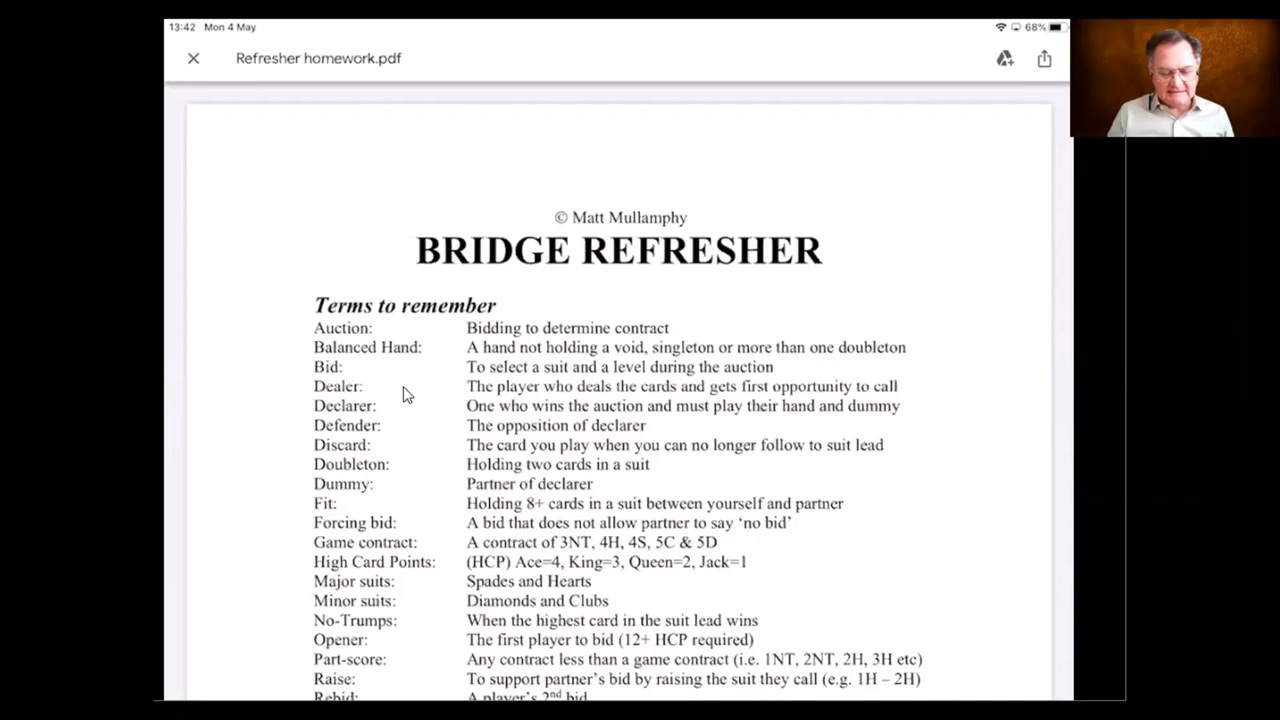 13:42 Mon 4 May 68%
Refresher homework.pdf
© Matt Mullamphy
BRIDGE REFRESHER
Terms to remember
Auction: Bidding to determine contract
Balanced Hand: A hand not holding a void, singleton or more than one doubleton
Bid: To select a suit and a level during the auction
Dealer: The player who deals the cards and gets first opportunity to call
Declarer: One who wins the auction and must play their hand and dummy
Defender: The opposition of declarer
Discard: The card you play when you can no longer follow to suit lead
Doubleton: Holding two cards in a suit
Dummy: Partner of declarer
Fit: Holding 8+ cards in a suit between yourself and partner
Forcing bid: A bid that does not allow partner to say ‘no bid’
Game contract: A contract of 3NT, 4H, 4S, 5C & 5D
High Card Points: (HCP) Ace=4, King=3, Queen=2, Jack=1
Major suits: Spades and Hearts
Minor suits: Diamonds and Clubs
No-Trumps: When the highest card in the suit lead wins
Opener: The first player to bid (12+ HCP required)
Part-score: Any contract less than a game contract (i.e. 1NT, 2NT, 2H, 3H etc)
Raise: To support partner’s bid by raising the suit they call (e.g. 1H – 2H)
Rebid: A player’s 2nd bid